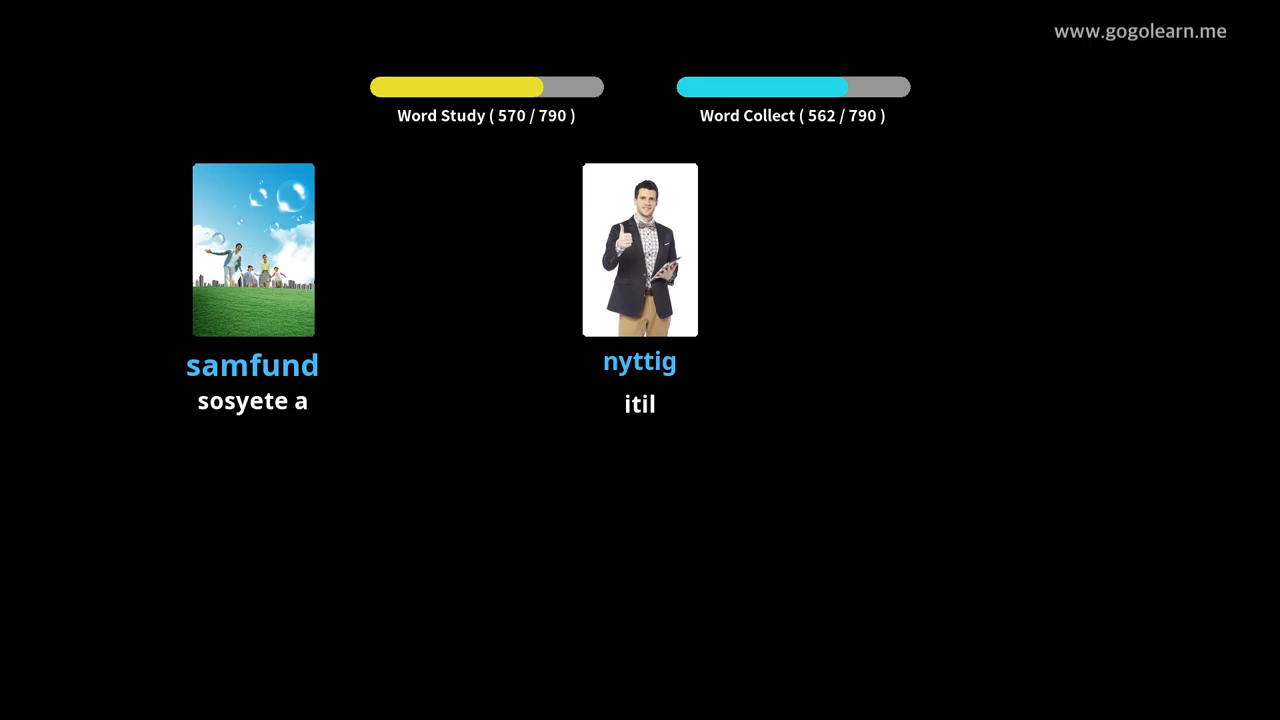 www.gogolearn.me
Word Study ( 570 / 790 )
Word Collect ( 562 / 790 )
samfund
sosyete a
nyttig
itil